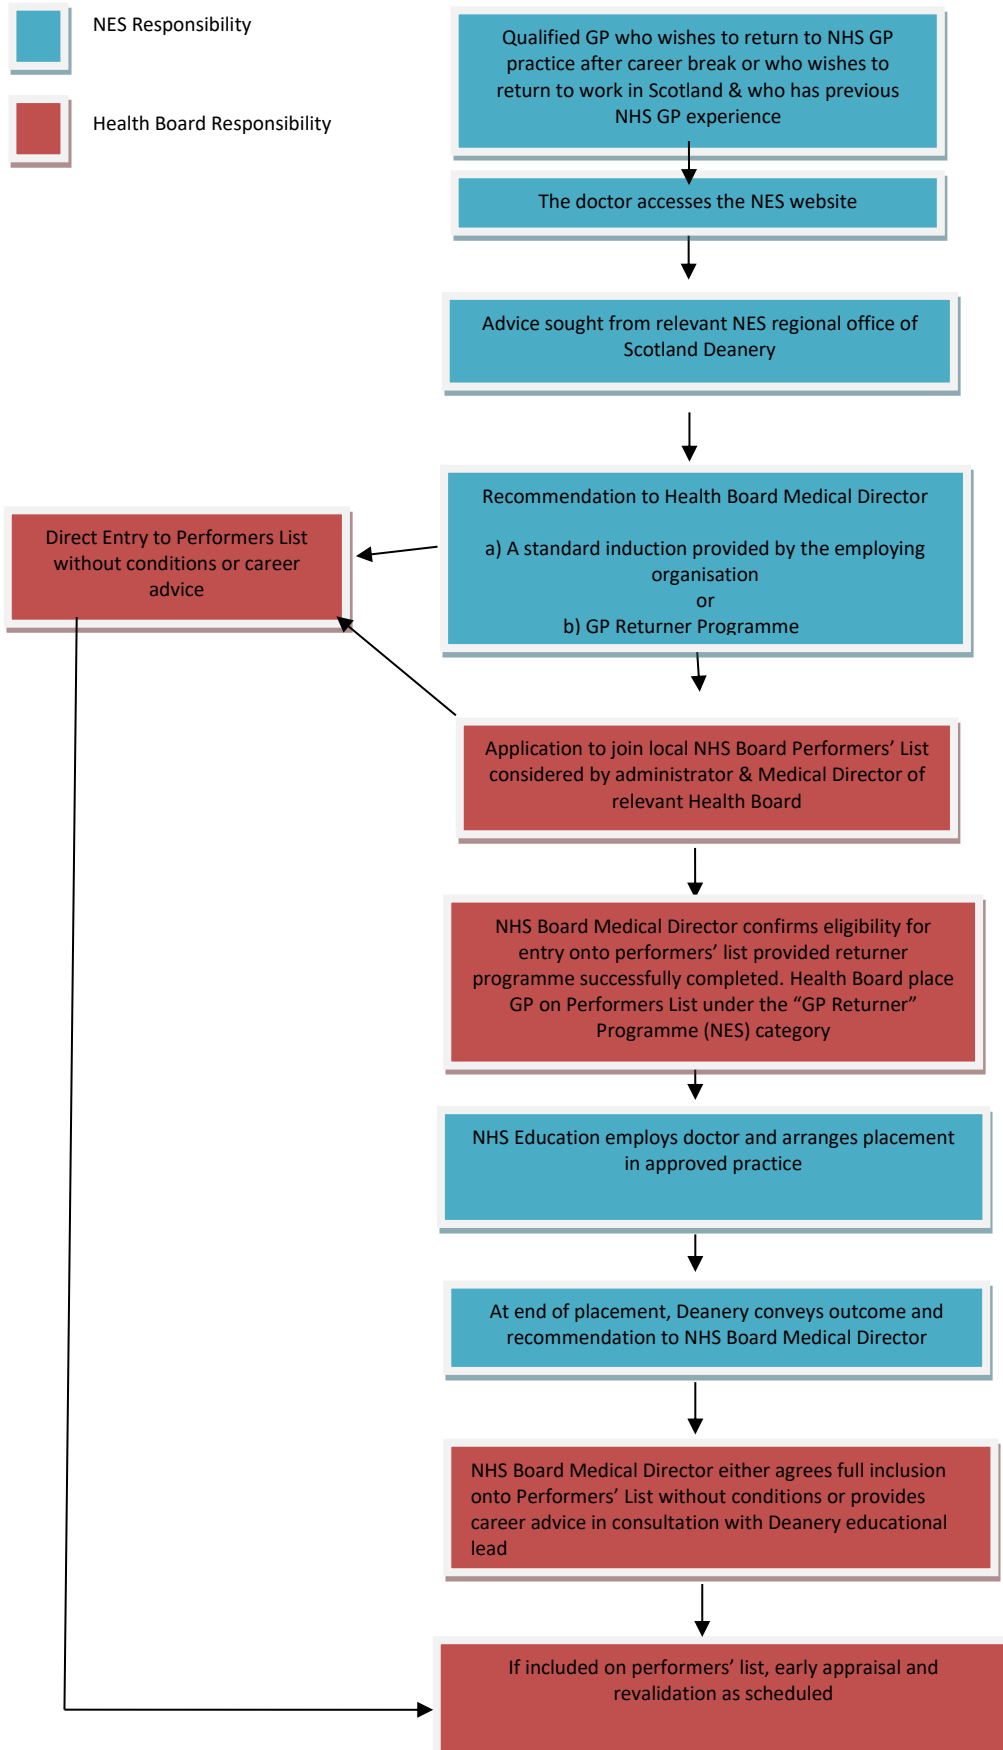 NES Responsibility
Health Board Responsibility
Qualified GP who wishes to return to NHS GP
practice after career break or who wishes to
return to work in Scotland & who has previous
NHS GP experience
The doctor accesses the NES website
Advice sought from relevant NES regional office of
Scotland Deanery
Recommendation to Health Board Medical Director
a) A standard induction provided by the employing
organisation
or
b) GP Returner Programme
Direct Entry to Performers List
without conditions or career
advice
Application to join local NHS Board Performers’ List
considered by administrator & Medical Director of
relevant Health Board
NHS Board Medical Director confirms eligibility for
entry onto performers’ list provided returner
programme successfully completed. Health Board place
GP on Performers List under the “GP Returner”
Programme (NES) category
NHS Education employs doctor and arranges placement
in approved practice
At end of placement, Deanery conveys outcome and
recommendation to NHS Board Medical Director
NHS Board Medical Director either agrees full inclusion
onto Performers’ List without conditions or provides
career advice in consultation with Deanery educational
lead
If included on performers’ list, early appraisal and
revalidation as scheduled